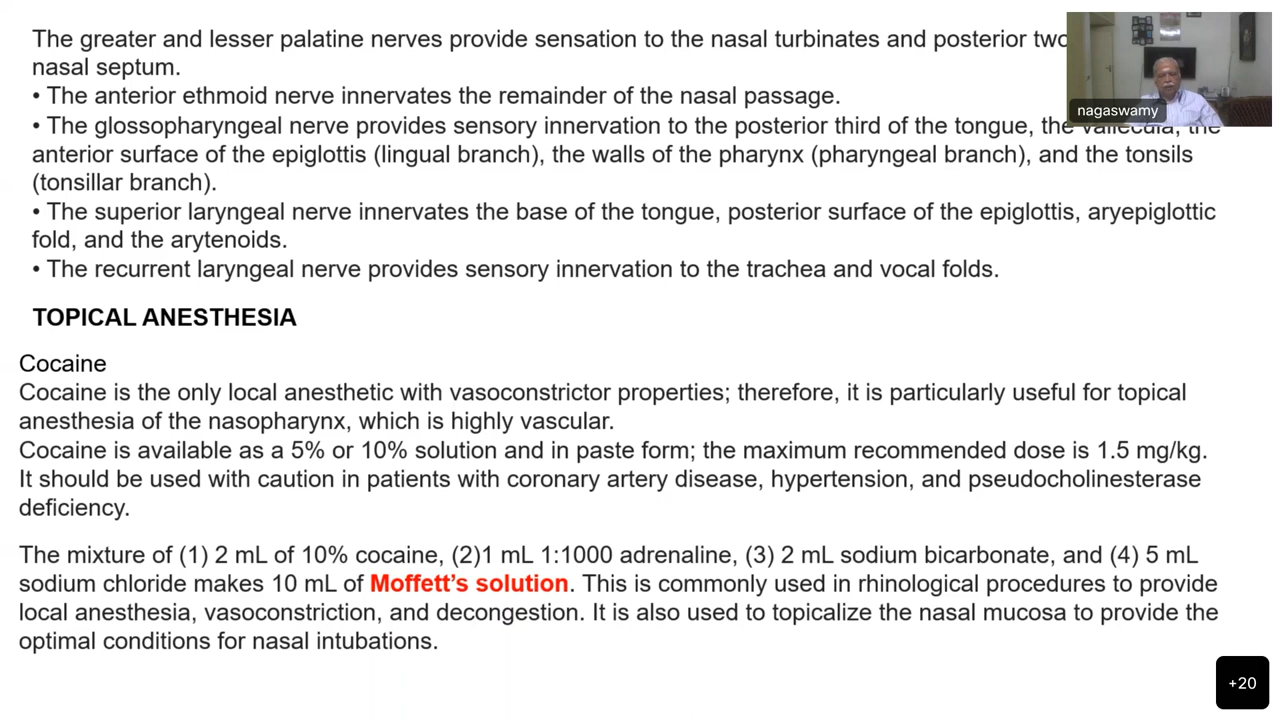 The greater and lesser palatine nerves provide sensation to the nasal turbinates and posterior two
nasal septum.
• The anterior ethmoid nerve innervates the remainder of the nasal passage.
nagaswamy
• The glossopharyngeal nerve provides sensory innervation to the posterior third of the tongue, the vallecula, the
anterior surface of the epiglottis (lingual branch), the walls of the pharynx (pharyngeal branch), and the tonsils
(tonsillar branch).
• The superior laryngeal nerve innervates the base of the tongue, posterior surface of the epiglottis, aryepiglottic
fold, and the arytenoids.
• The recurrent laryngeal nerve provides sensory innervation to the trachea and vocal folds.
TOPICAL ANESTHESIA
Cocaine
Cocaine is the only local anesthetic with vasoconstrictor properties; therefore, it is particularly useful for topical
anesthesia of the nasopharynx, which is highly vascular.
Cocaine is available as a 5% or 10% solution and in paste form; the maximum recommended dose is 1.5 mg/kg.
It should be used with caution in patients with coronary artery disease, hypertension, and pseudocholinesterase
deficiency.
The mixture of (1) 2 mL of 10% cocaine, (2)1 mL 1:1000 adrenaline, (3) 2 mL sodium bicarbonate, and (4) 5 mL
sodium chloride makes 10 mL of Moffett’s solution. This is commonly used in rhinological procedures to provide
local anesthesia, vasoconstriction, and decongestion. It is also used to topicalize the nasal mucosa to provide the
optimal conditions for nasal intubations.
+20